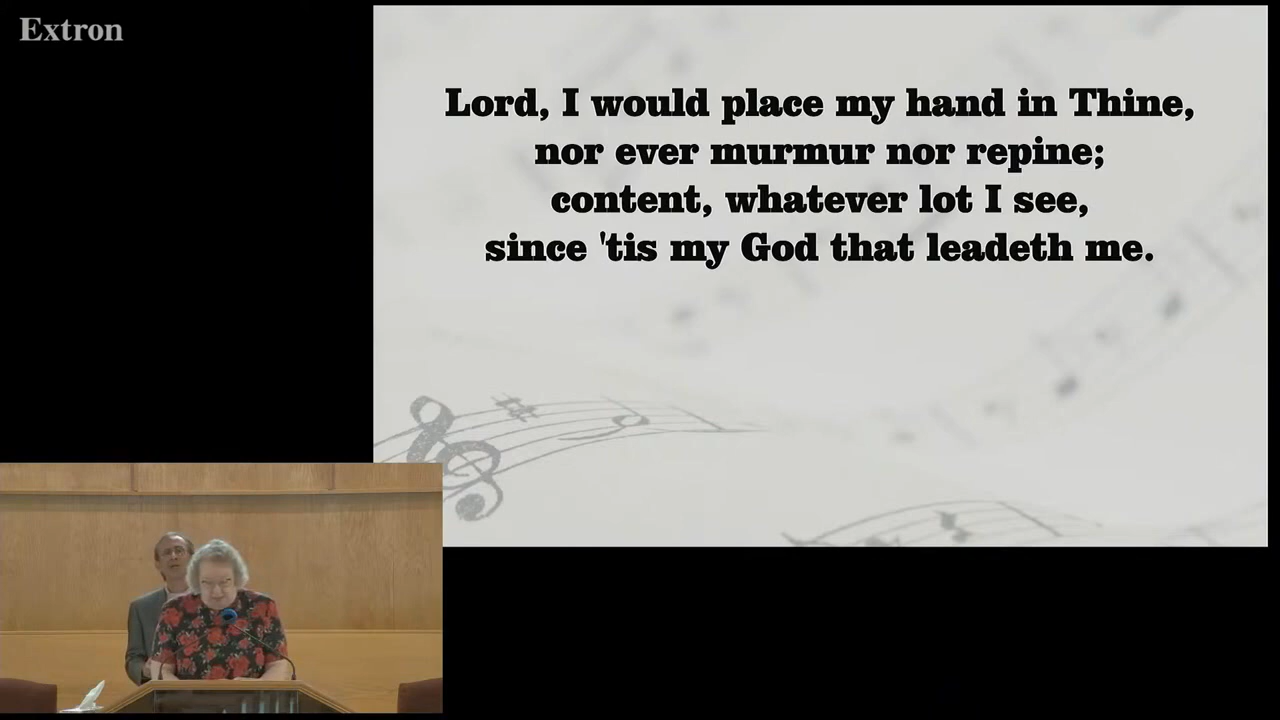 Extron
Lord, I would place my hand in Thine,
nor ever murmur nor repine;
content, whatever lot I see,
since 'tis my God that leadeth me.